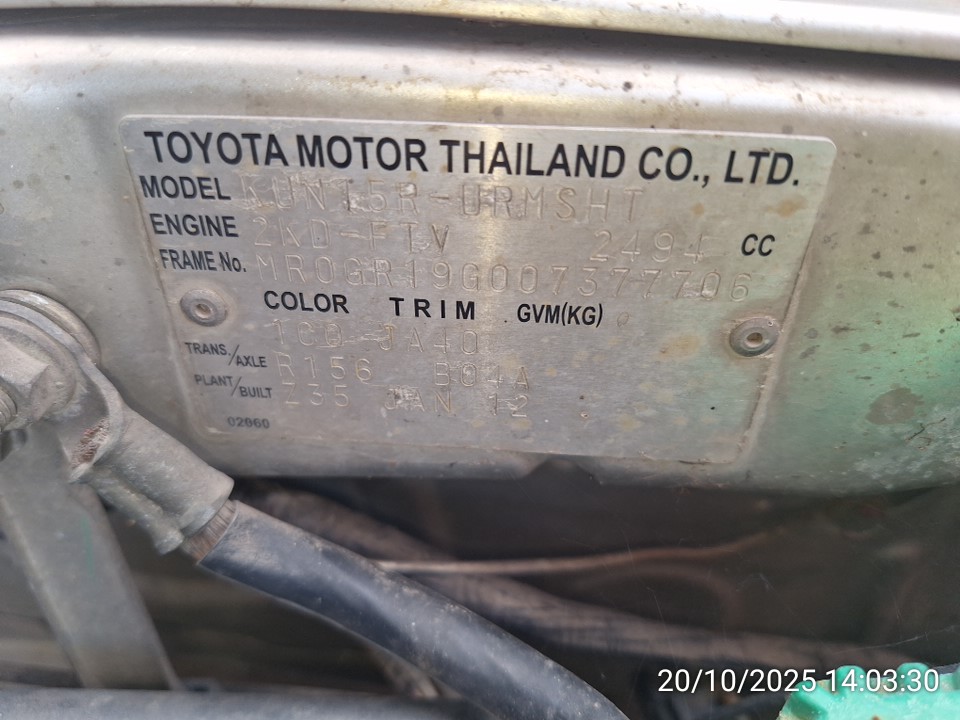 TOYOTA MOTOR THAILAND CO., LTD.
MODEL KUN15R-URMSHT
ENGINE 2KD-FTV 2494 CC
FRAME No. MR0GR19G007377706
COLOR TRIM GVM(KG)
JA40
TRANS./AXLE R156 B04A
PLANT/BUILT Z35 JAN 12
02060
20/10/2025 14:03:30